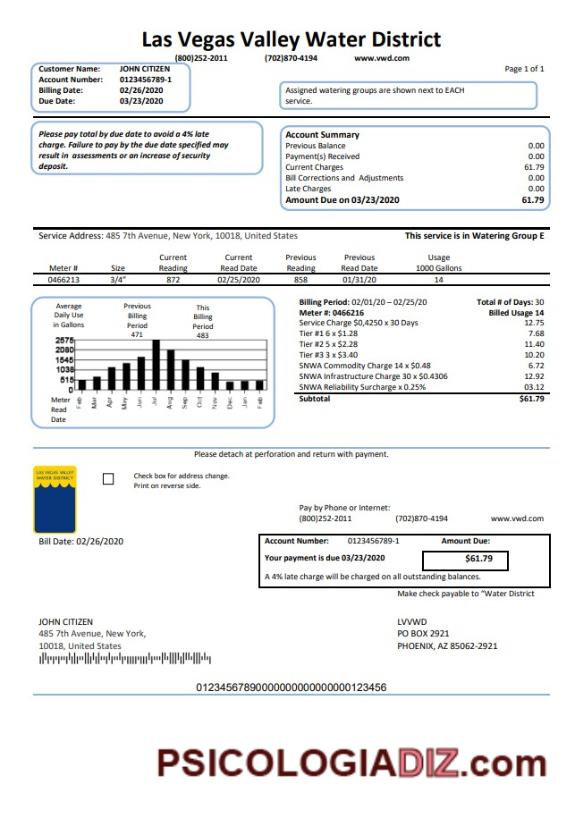 Las Vegas Valley Water District
(800)252-2011 (702)870-4194 www.vwd.com
Customer Name: JOHN CITIZEN
Account Number: 0123456789-1
Billing Date: 02/26/2020
Due Date: 03/23/2020
Page 1 of 1
Assigned watering groups are shown next to EACH
service.
Please pay total by due date to avoid a 4% late
charge. Failure to pay by the due date specified may
result in assessments or an increase of security
deposit.
Account Summary
Previous Balance 0.00
Payment(s) Received 0.00
Current Charges 61.79
Bill Corrections and Adjustments 0.00
Late Charges 0.00
Amount Due on 03/23/2020 61.79
Service Address: 485 7th Avenue, New York, 10018, United States This service is in Watering Group E
Current Current Previous Previous Usage
Meter # Size Reading Read Date Reading Read Date 1000 Gallons
0466213 3/4" 872 02/25/2020 858 01/31/20 14
Average
Daily Use
in Gallons
Previous
Billing
Period
471
This
Billing
Period
483
2575
2080
1545
1038
515
0
Meter
Read
Date
Feb Mar Apr May Jun Jul Aug Sep Oct Nov Dec Jan Feb
Billing Period: 02/01/20 – 02/25/20 Total # of Days: 30
Meter #: 0466216 Billed Usage 14
Service Charge $0,4250 x 30 Days 12.75
Tier #1 6 x $1.28 7.68
Tier #2 5 x $2.28 11.40
Tier #3 3 x $3.40 10.20
SNWA Commodity Charge 14 x $0.48 6.72
SNWA Infrastructure Charge 30 x $0.4306 12.92
SNWA Reliability Surcharge x 0.25% 03.12
Subtotal $61.79
Please detach at perforation and return with payment.
LAS VEGAS VALLEY
WATER DISTRICT
Check box for address change.
Print on reverse side.
Pay by Phone or Internet:
(800)252-2011 (702)870-4194 www.vwd.com
Bill Date: 02/26/2020
Account Number: 0123456789-1 Amount Due:
Your payment is due 03/23/2020 $61.79
A 4% late charge will be charged on all outstanding balances.
Make check payable to "Water District
JOHN CITIZEN
485 7th Avenue, New York,
10018, United States
LVVWD
PO BOX 2921
PHOENIX, AZ 85062-2921
01234567890000000000000000123456
PSICOLOGIADIZ.com